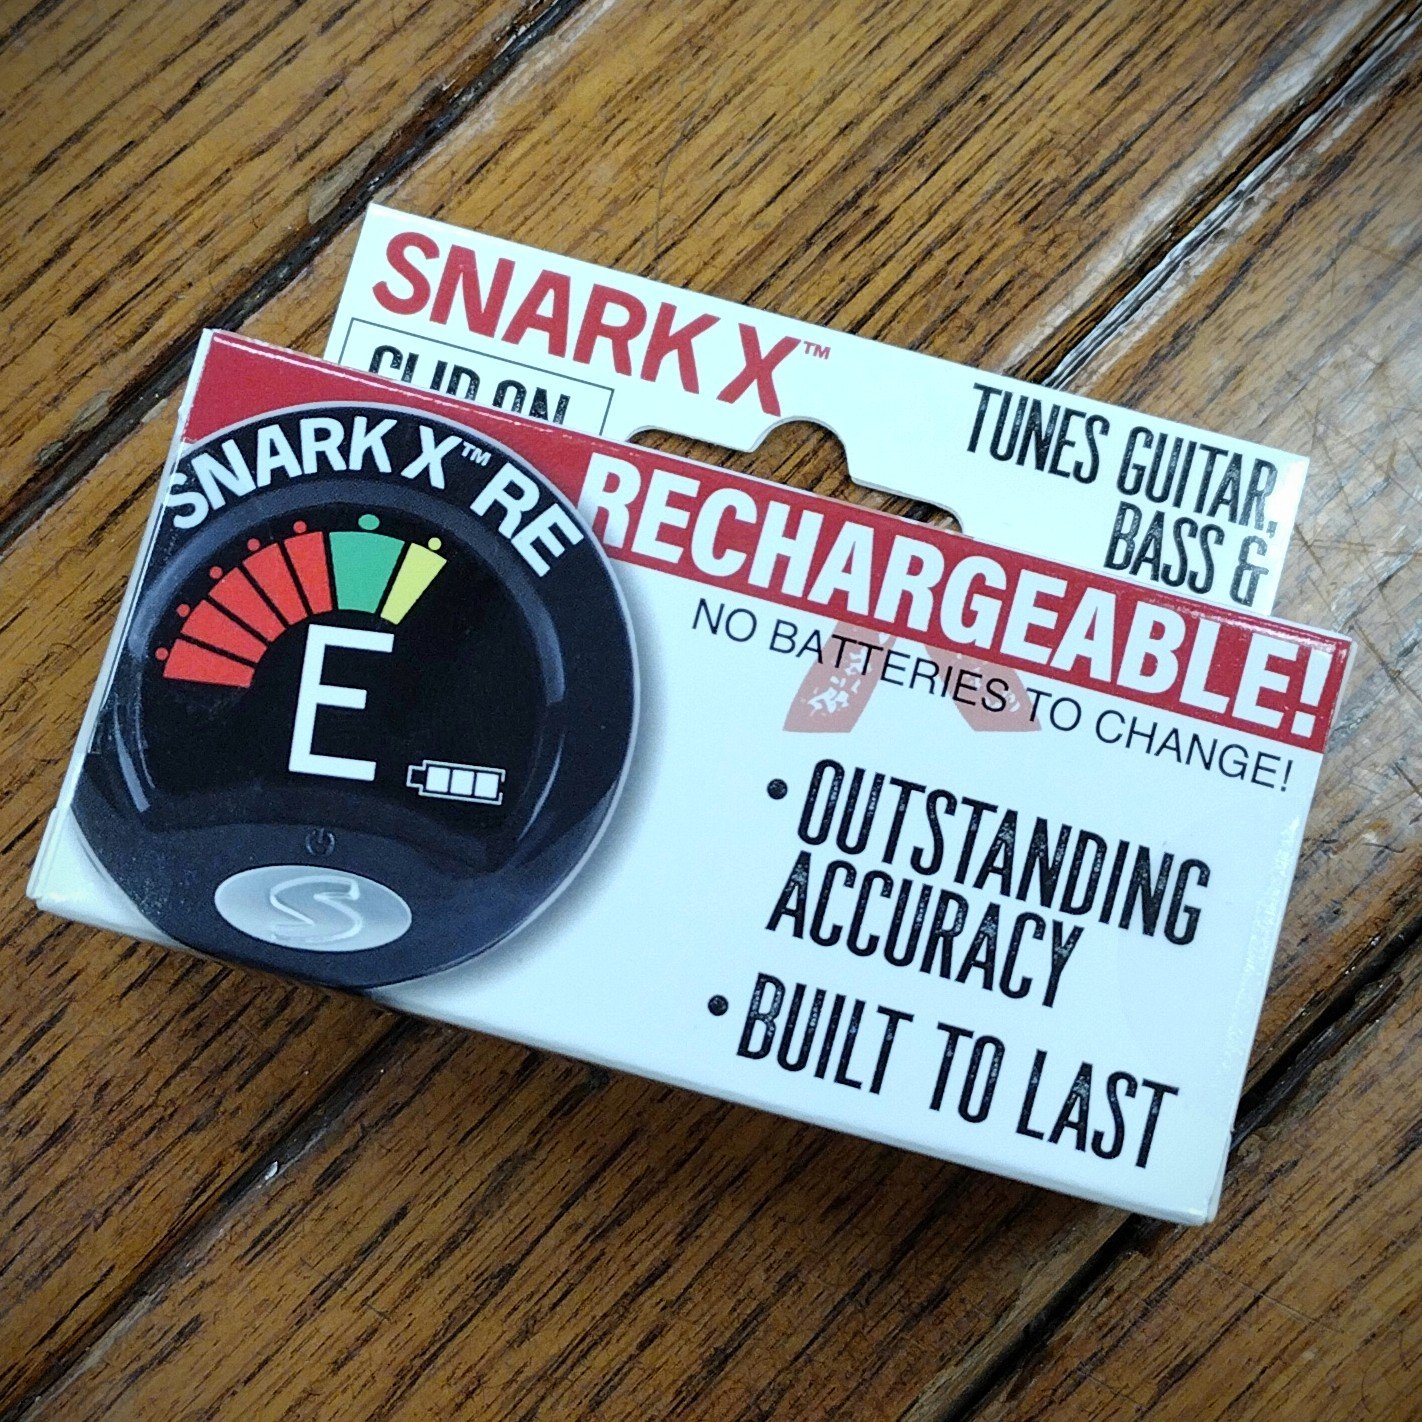 SNARK X™
CLIP ON
TUNES GUITAR,
BASS &
SNARK X™ RE
RECHARGEABLE!
NO BATTERIES TO CHANGE!
E
• OUTSTANDING
ACCURACY
• BUILT TO LAST
S